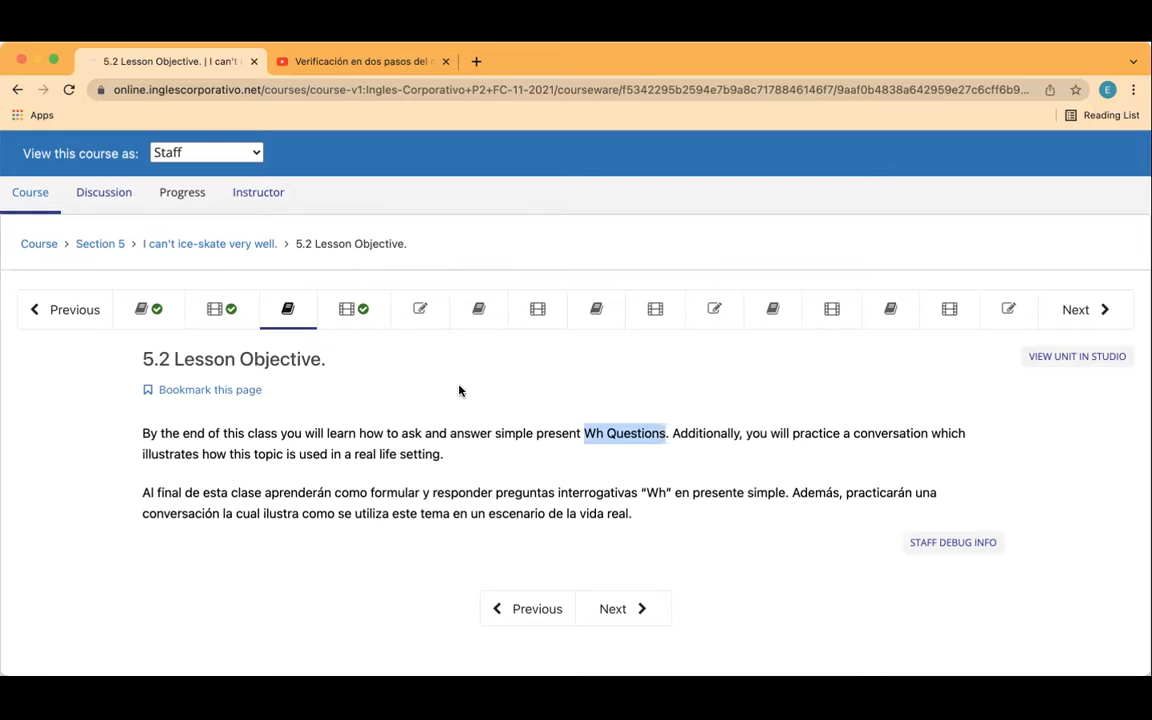 5.2 Lesson Objective. | I can't i
Verificación en dos pasos del
online.inglescorporativo.net/courses/course-v1:Ingles-Corporativo+P2+FC-11-2021/courseware/f5342295b2594e7b9a8c7178846146f7/9aaf0b4838a642959e27c6cff6b9...
E
Apps
Reading List
View this course as: Staff
Course Discussion Progress Instructor
Course > Section 5 > I can't ice-skate very well. > 5.2 Lesson Objective.
Previous
Next
5.2 Lesson Objective.
VIEW UNIT IN STUDIO
Bookmark this page
By the end of this class you will learn how to ask and answer simple present Wh Questions. Additionally, you will practice a conversation which
illustrates how this topic is used in a real life setting.
Al final de esta clase aprenderán como formular y responder preguntas interrogativas “Wh” en presente simple. Además, practicarán una
conversación la cual ilustra como se utiliza este tema en un escenario de la vida real.
STAFF DEBUG INFO
Previous Next